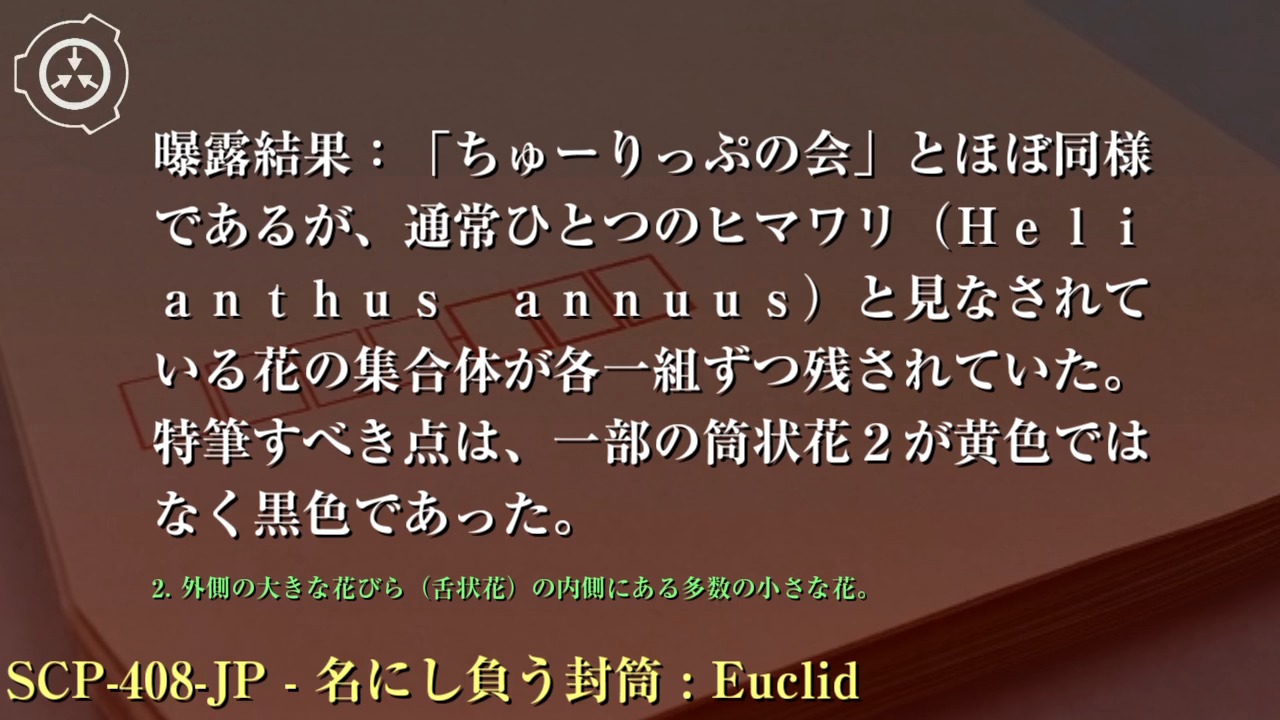 曝露結果：「ちゅーりっぷの会」とほぼ同様
であるが、通常ひとつのヒマワリ（Ｈｅｌｉ
ａｎｔｈｕｓ　ａｎｎｕｕｓ）と見なされて
いる花の集合体が各一組ずつ残されていた。
特筆すべき点は、一部の筒状花２が黄色では
なく黒色であった。
2. 外側の大きな花びら（舌状花）の内側にある多数の小さな花。
SCP-408-JP - 名にし負う封筒：Euclid